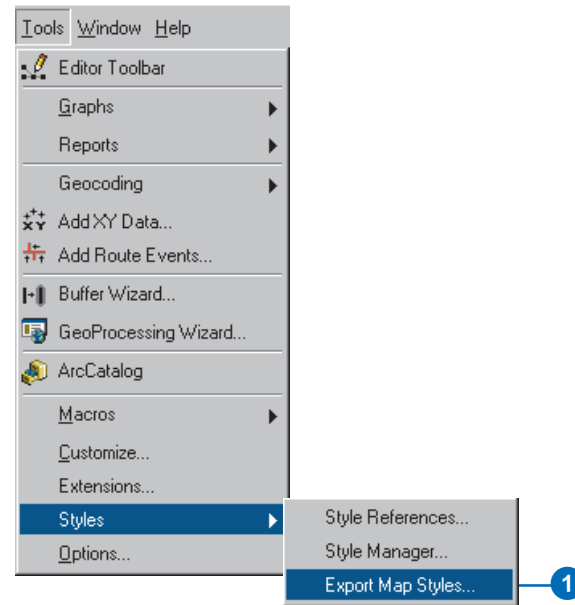 Tools Window Help
Editor Toolbar
Graphs
Reports
Geocoding
Add XY Data...
Add Route Events...
Buffer Wizard...
GeoProcessing Wizard...
ArcCatalog
Macros
Customize...
Extensions...
Styles
Options...
Style References...
Style Manager...
Export Map Styles...
1